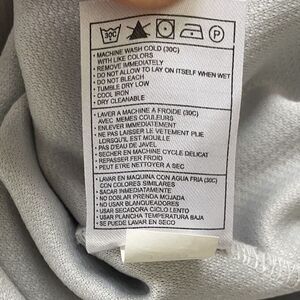 30C P
• MACHINE WASH COLD (30C)
WITH LIKE COLORS
• REMOVE IMMEDIATELY
• DO NOT ALLOW TO LAY ON ITSELF WHEN WET
• DO NOT BLEACH
• TUMBLE DRY LOW
• COOL IRON
• DRY CLEANABLE
• LAVER A MACHINE A FROIDE (30C)
AVEC MEMES COULEURS
• ENLEVER IMMEDIATEMENT
• NE PAS LAISSER LE VETEMENT PLIE
LORSQU'IL EST MOUILLE
• PAS D'EAU DE JAVEL
• SECHER EN MACHINE CYCLE DELICAT
• REPASSER FER FROID
• PEUT ETRE NETTOYER A SEC
• LAVAR EN MAQUINA CON AGUA FRIA (30C)
CON COLORES SIMILARES
• SACAR INMEDIATAMENTE
• NO DOBLAR PRENDA MOJADA
• NO USAR BLANQUEADORES
• USAR SECADORA CICLO LENTO
• USAR PLANCHA TEMPERATURA BAJA
• SE PUEDE LAVAR EN SECO